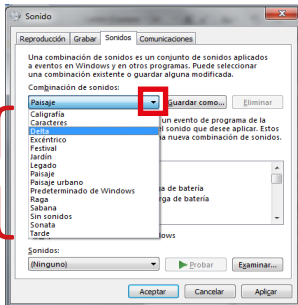 Sonido
Reproducción Grabar Sonidos Comunicaciones
Una combinación de sonidos es un conjunto de sonidos aplicados
a eventos en Windows y en otros programas. Puede seleccionar
una combinación existente o guardar alguna modificada.
Combinación de sonidos:
Paisaje Guardar como... Eliminar
Caligrafía
Caracteres
Delta
Excéntrico
Festival
Jardín
Legado
Paisaje
Paisaje urbano
Predeterminado de Windows
Raga
Sabana
Sin sonidos
Sonata
Tarde
un evento de programa de la
l sonido que desee aplicar. Estos
a nueva combinación de sonidos.
ga de batería
rga de batería
ows
Sonidos:
(Ninguno) Probar Examinar...
Aceptar Cancelar Aplicar